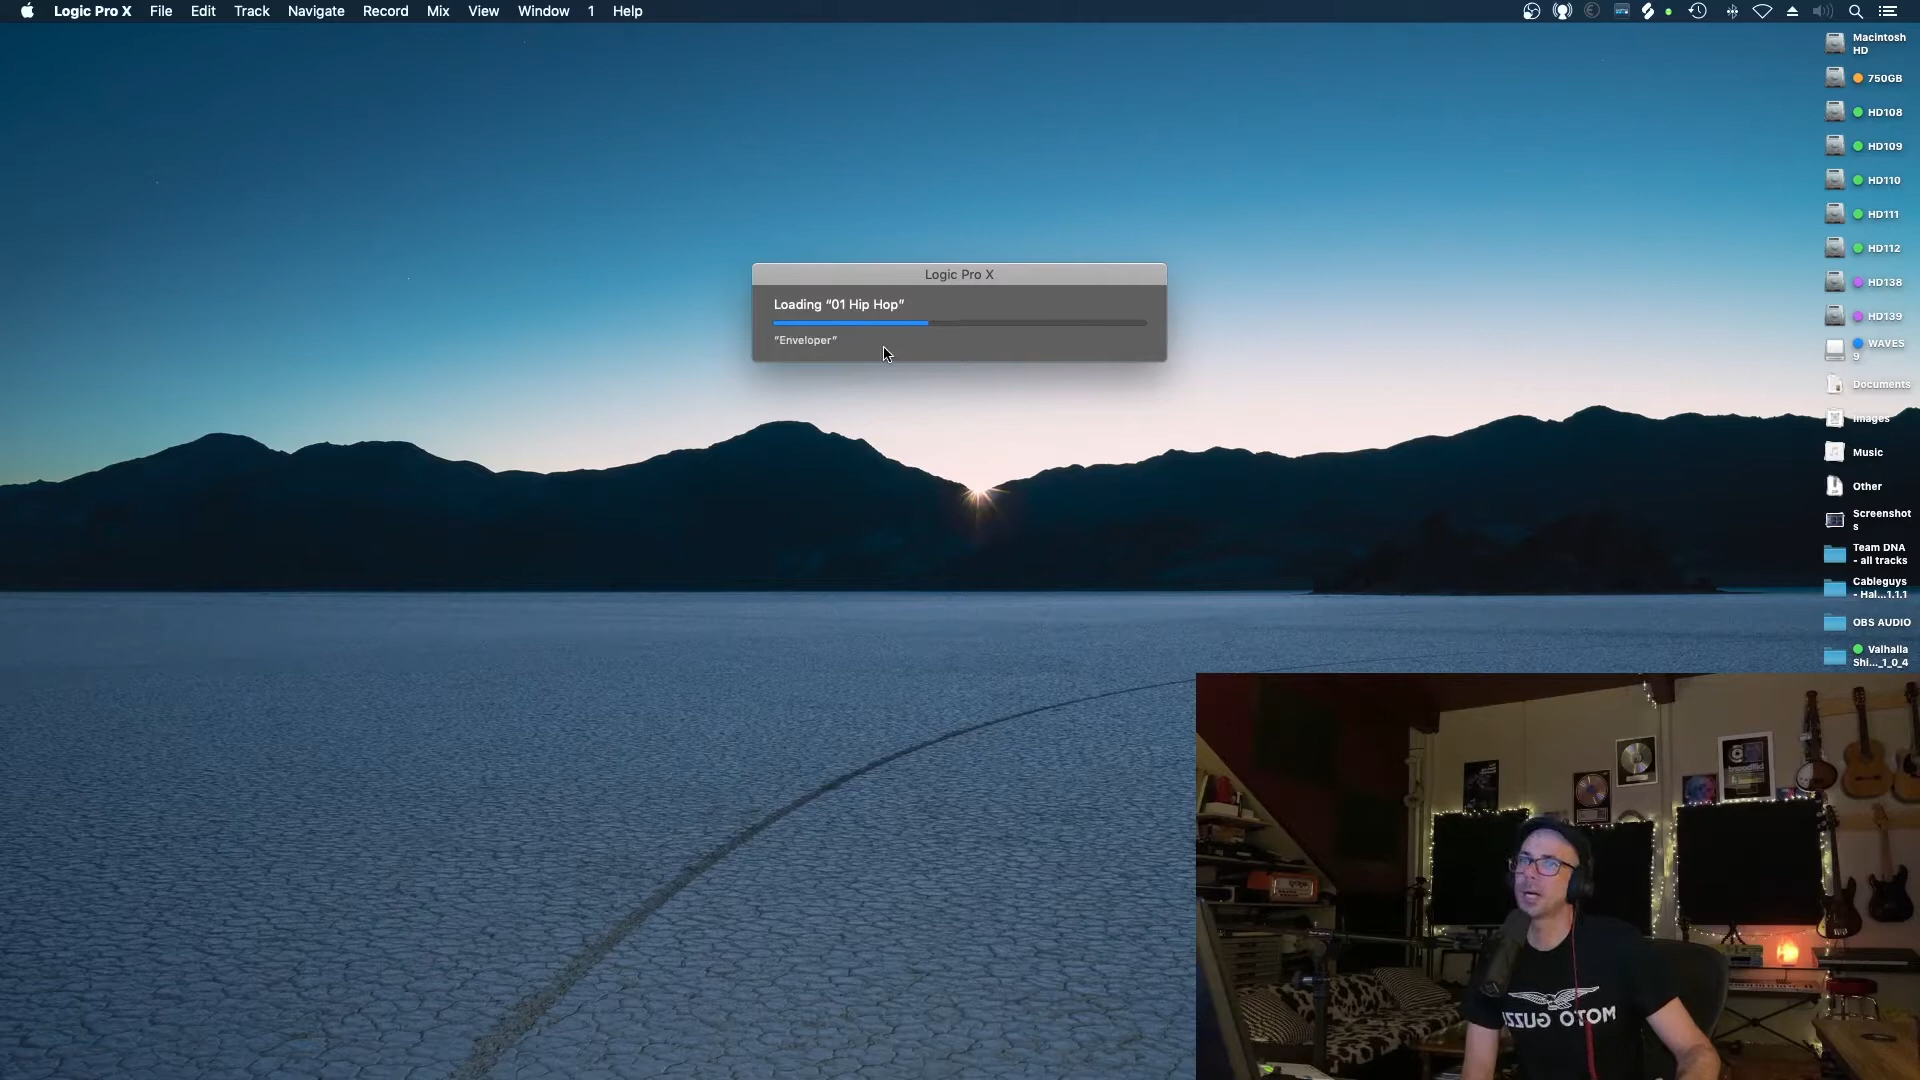 Logic Pro X File Edit Track Navigate Record Mix View Window 1 Help
Logic Pro X
Loading “01 Hip Hop”
“Enveloper”
Macintosh
HD
750GB
HD108
HD109
HD110
HD111
HD112
HD138
HD139
WAVES
9
Documents
Images
Music
Other
Screenshot
s
Team DNA
- all tracks
Cableguys
- Hal...1.1.1
OBS AUDIO
Valhalla
Shi..._1_0_4
MOTO GUZZI